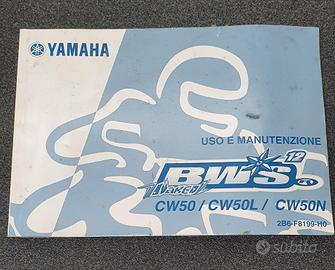 YAMAHA
USO E MANUTENZIONE
BW'S 12
NAKED
CW50 / CW50L / CW50N
2B6-F8199-H0
subito